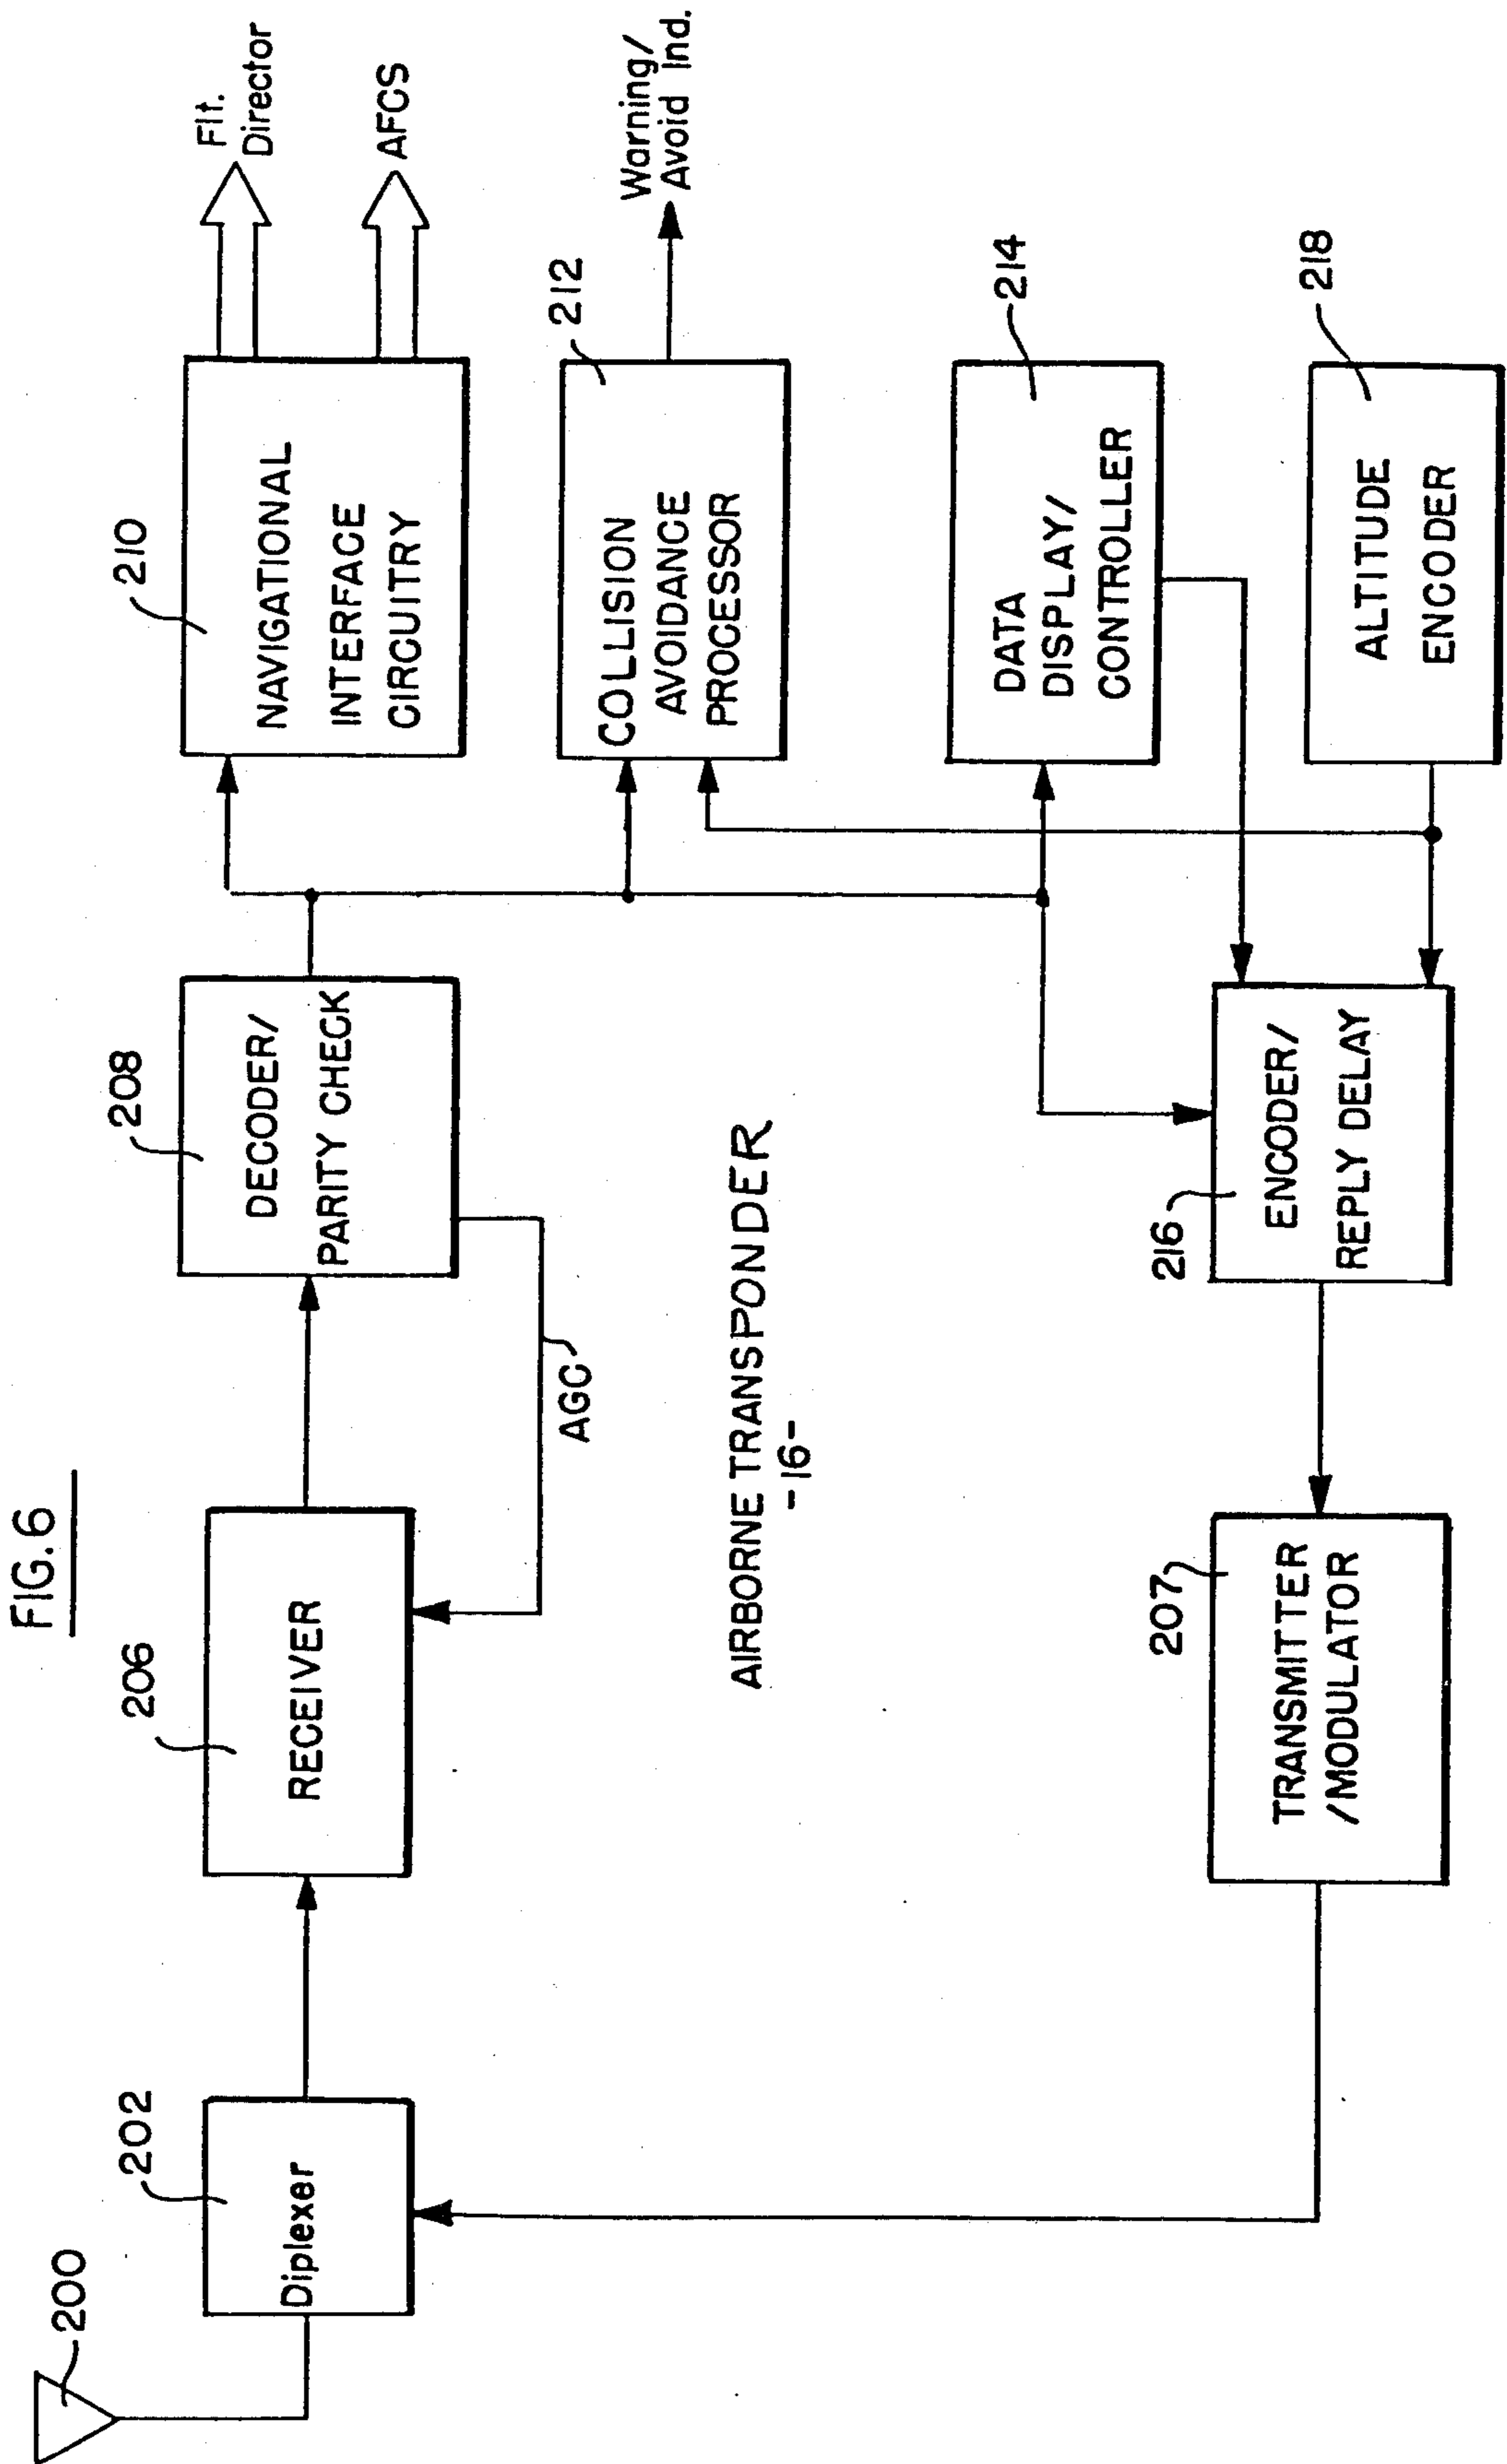 FIG.6
200
202
Diplexer
206
RECEIVER
208
DECODER/
PARITY CHECK
AGC
210
NAVIGATIONAL
INTERFACE
CIRCUITRY
Flt.
Director
AFCS
212
COLLISION
AVOIDANCE
PROCESSOR
Warning/
Avoid Ind.
AIRBORNE TRANSPONDER
-16-
214
DATA
DISPLAY/
CONTROLLER
207
TRANSMITTER
/MODULATOR
216
ENCODER/
REPLY DELAY
218
ALTITUDE
ENCODER